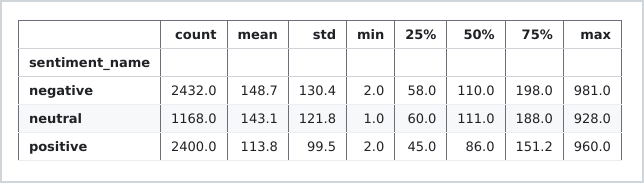 count mean std min 25% 50% 75% max
sentiment_name
negative 2432.0 148.7 130.4 2.0 58.0 110.0 198.0 981.0
neutral 1168.0 143.1 121.8 1.0 60.0 111.0 188.0 928.0
positive 2400.0 113.8 99.5 2.0 45.0 86.0 151.2 960.0